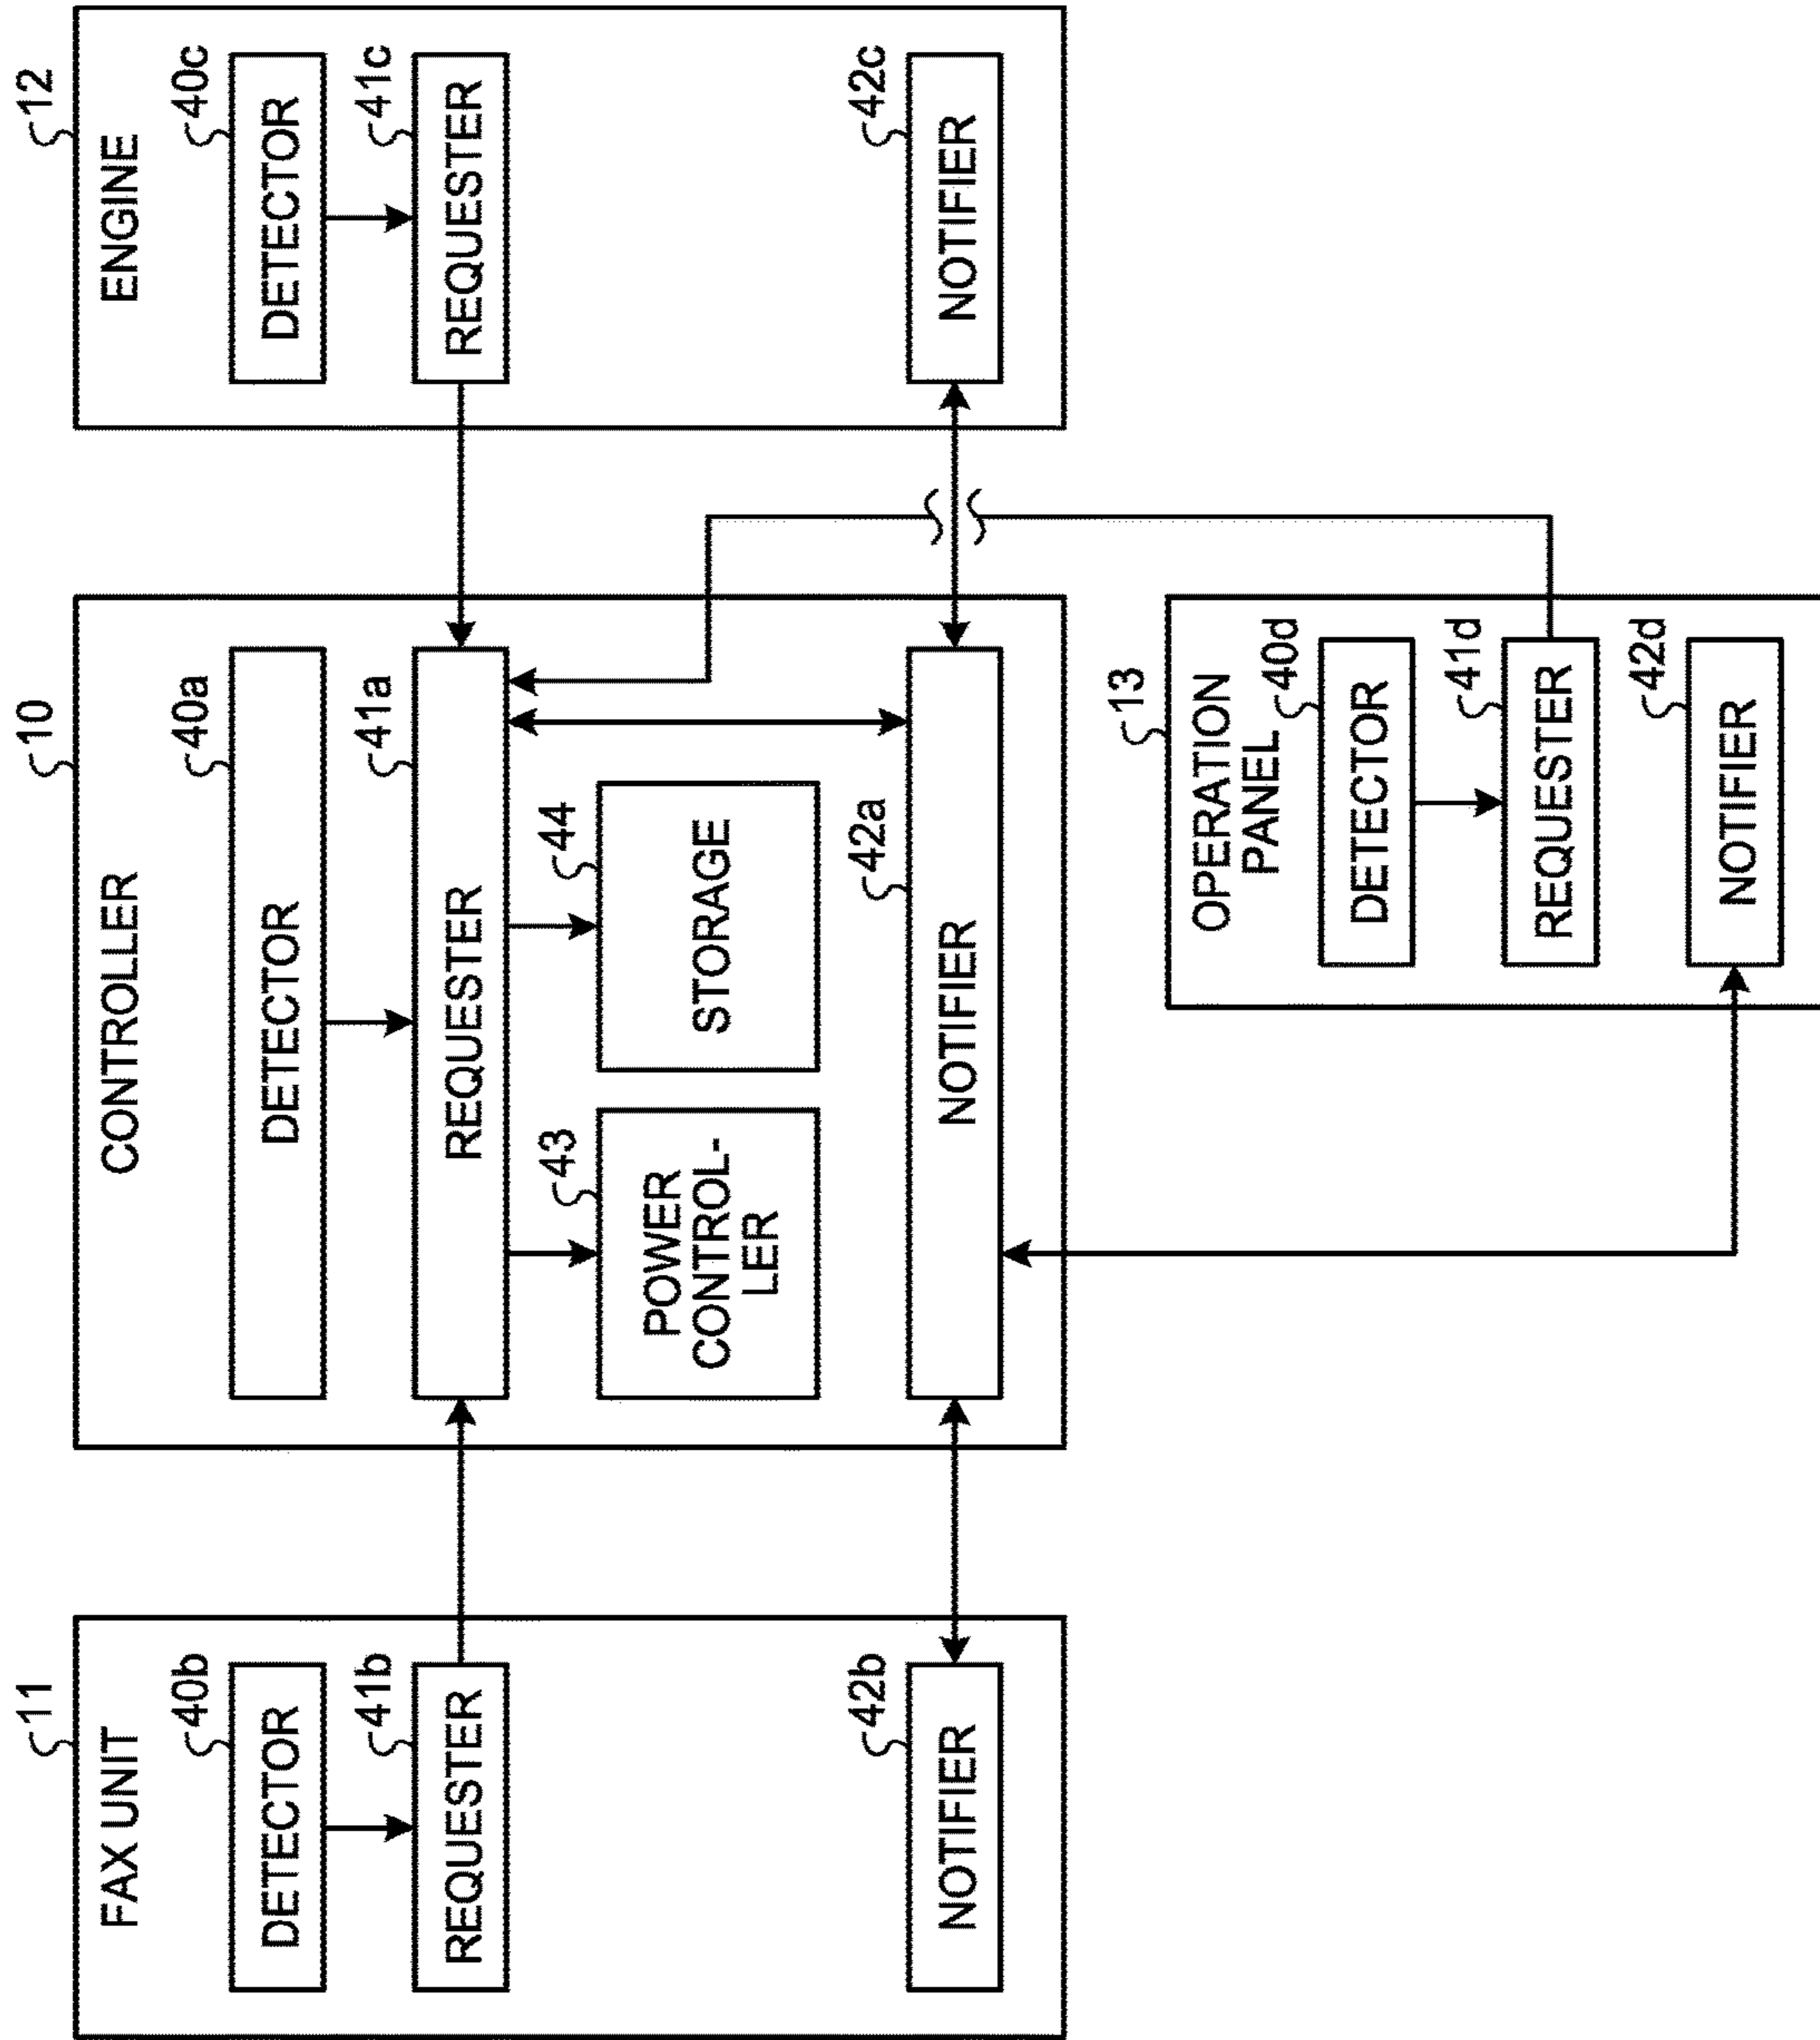 11
FAX UNIT
40b
DETECTOR
41b
REQUESTER
42b
NOTIFIER
10
CONTROLLER
40a
DETECTOR
41a
REQUESTER
43
POWER
CONTROL-
LER
44
STORAGE
42a
NOTIFIER
12
ENGINE
40c
DETECTOR
41c
REQUESTER
42c
NOTIFIER
13
OPERATION
PANEL
40d
DETECTOR
41d
REQUESTER
42d
NOTIFIER